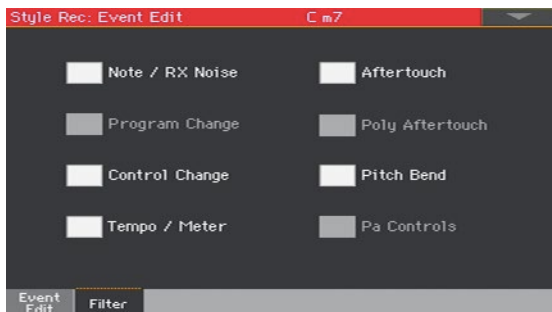 Style Rec: Event Edit C m7
Note / RX Noise Aftertouch
Program Change Poly Aftertouch
Control Change Pitch Bend
Tempo / Meter Pa Controls
Event
Edit
Filter